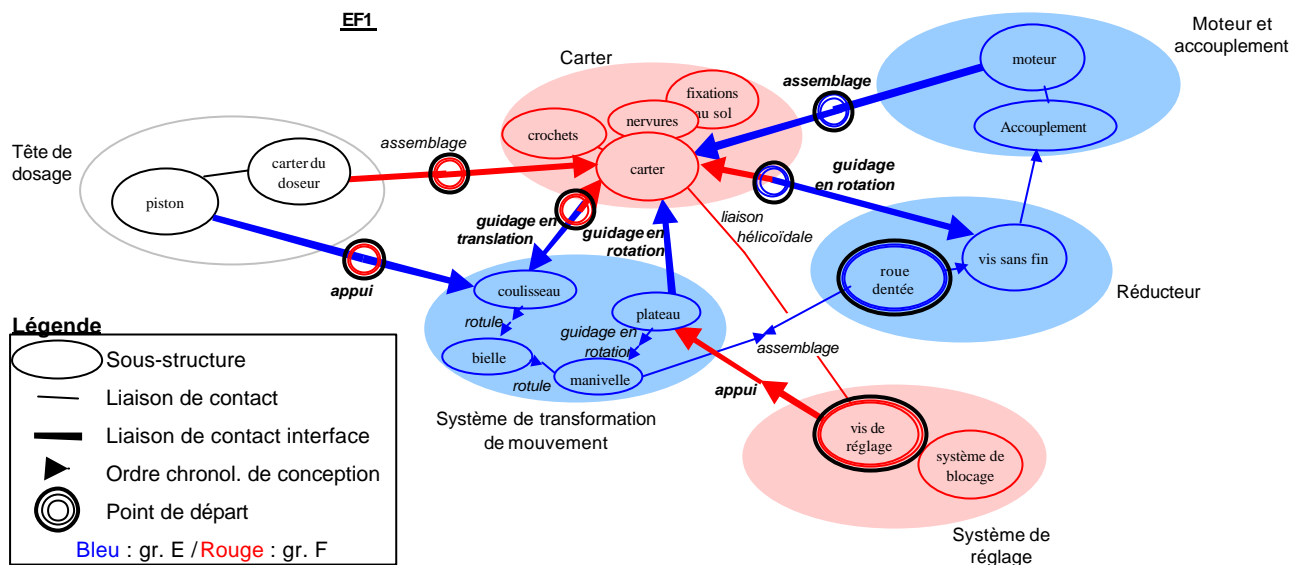 EF1
Moteur et
accouplement
moteur
Accouplement
Carter
assemblage
fixations
au sol
nervures
crochets
carter
Tête de
dosage
carter du
doseur
piston
assemblage
appui
guidage en
translation
guidage en
rotation
liaison
hélicoïdale
guidage
en rotation
roue
dentée
vis sans fin
Réducteur
coulisseau
rotule
bielle
rotule
plateau
guidage en
rotation
manivelle
Système de transformation
de mouvement
assemblage
appui
vis de
réglage
système de
blocage
Système de
réglage
Légende
Sous-structure
Liaison de contact
Liaison de contact interface
Ordre chronol. de conception
Point de départ
Bleu : gr. E / Rouge : gr. F